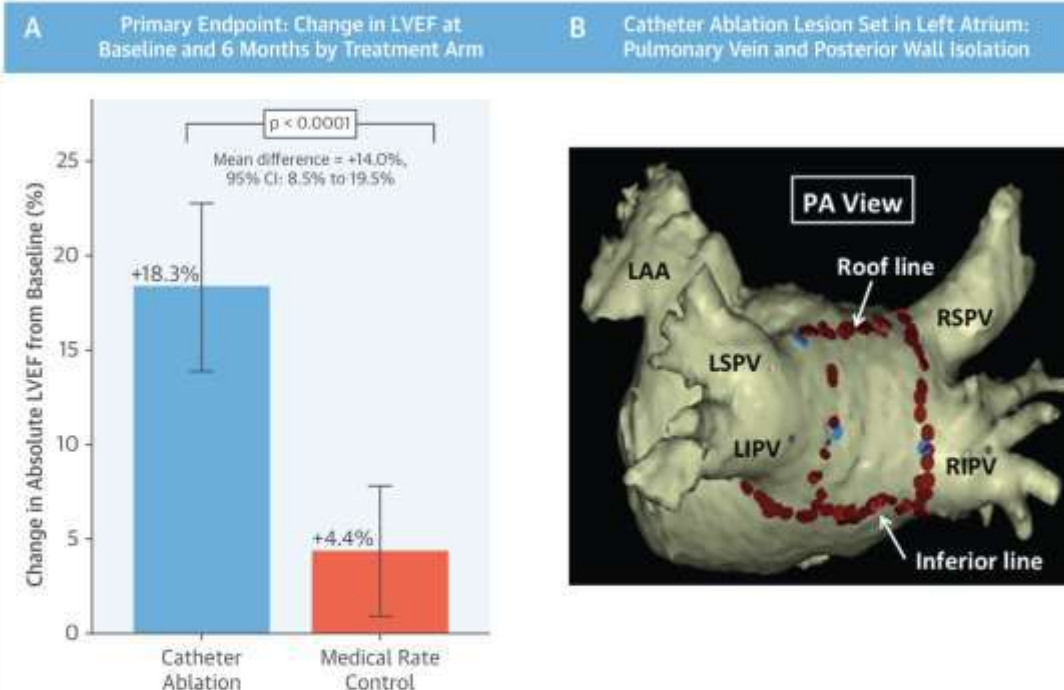 A
Primary Endpoint: Change in LVEF at
Baseline and 6 Months by Treatment Arm
Change in Absolute LVEF from Baseline (%)
25
20
15
10
5
0
p < 0.0001
Mean difference = +14.0%,
95% CI: 8.5% to 19.5%
+18.3%
+4.4%
Catheter
Ablation
Medical Rate
Control
B
Catheter Ablation Lesion Set in Left Atrium:
Pulmonary Vein and Posterior Wall Isolation
PA View
LAA
Roof line
RSPV
LSPV
LIPV
RIPV
Inferior line